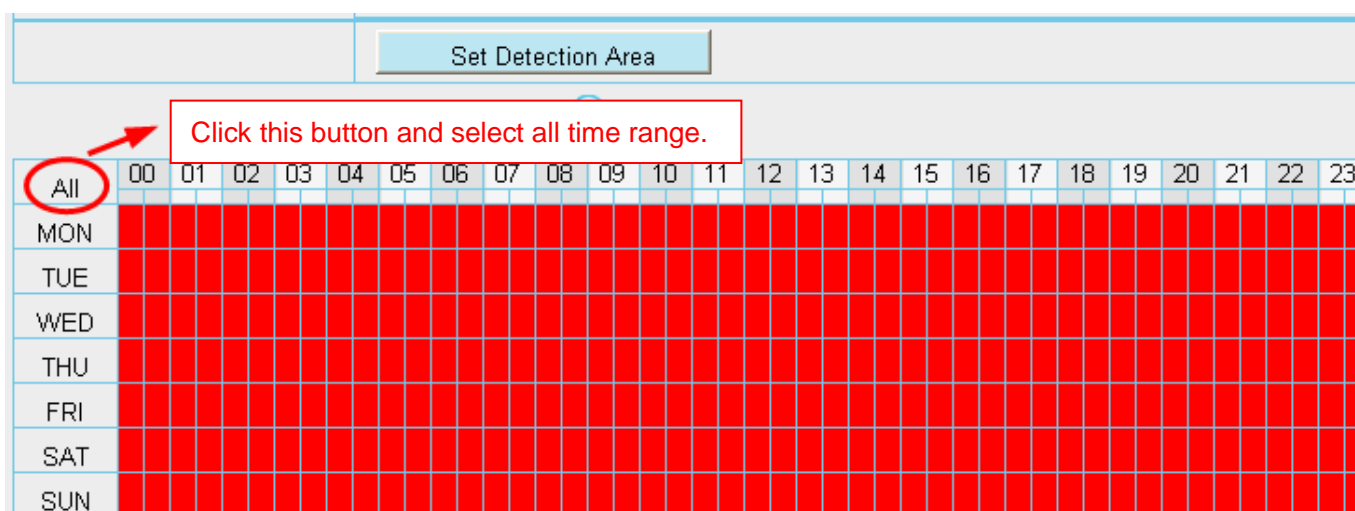 Set Detection Area
Click this button and select all time range.
All 00 01 02 03 04 05 06 07 08 09 10 11 12 13 14 15 16 17 18 19 20 21 22 23
MON
TUE
WED
THU
FRI
SAT
SUN